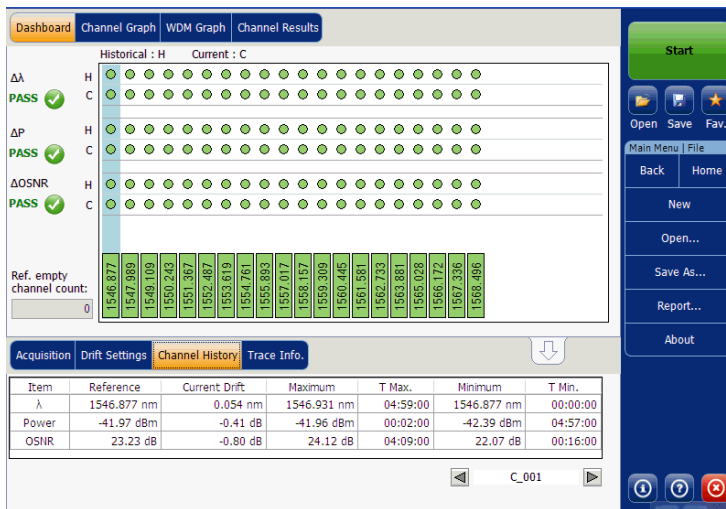 Dashboard Channel Graph WDM Graph Channel Results
Historical : H Current : C
Δλ H
PASS C
ΔP H
PASS C
ΔOSNR H
PASS C
Ref. empty
channel count:
0
1546.877
1547.989
1549.109
1550.243
1551.367
1552.487
1553.619
1554.761
1555.893
1557.017
1558.157
1559.309
1560.445
1561.581
1562.733
1563.881
1565.028
1566.172
1567.336
1568.496
Acquisition Drift Settings Channel History Trace Info.
Item Reference Current Drift Maximum T Max. Minimum T Min.
λ 1546.877 nm 0.054 nm 1546.931 nm 04:59:00 1546.877 nm 00:00:00
Power -41.97 dBm -0.41 dB -41.96 dBm 00:02:00 -42.39 dBm 04:57:00
OSNR 23.23 dB -0.80 dB 24.12 dB 04:09:00 22.07 dB 00:16:00
C_001
Start
Open Save Fav.
Main Menu | File
Back Home
New
Open...
Save As...
Report...
About